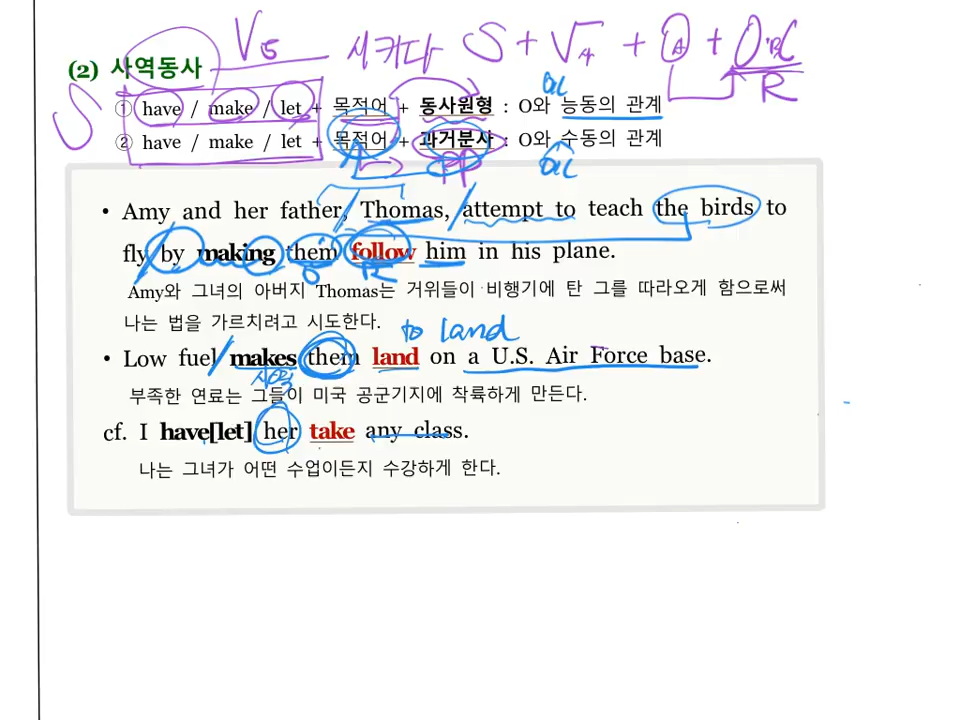 V5 시키다 S + V사 + O + O.C
(2) 사역동사 R
S ① have / make / let + 목적어 + 동사원형 : O와 능동의 관계
OC
② have / make / let + 목적어 + 과거분사 : O와 수동의 관계
PP OC
• Amy and her father, Thomas, attempt to teach the birds to
fly by making them follow him in his plane.
O R
Amy와 그녀의 아버지 Thomas는 거위들이 비행기에 탄 그를 따라오게 함으로써
나는 법을 가르치려고 시도한다.
to land
• Low fuel makes them land on a U.S. Air Force base.
사역
부족한 연료는 그들이 미국 공군기지에 착륙하게 만든다.
cf. I have[let] her take any class.
나는 그녀가 어떤 수업이든지 수강하게 한다.